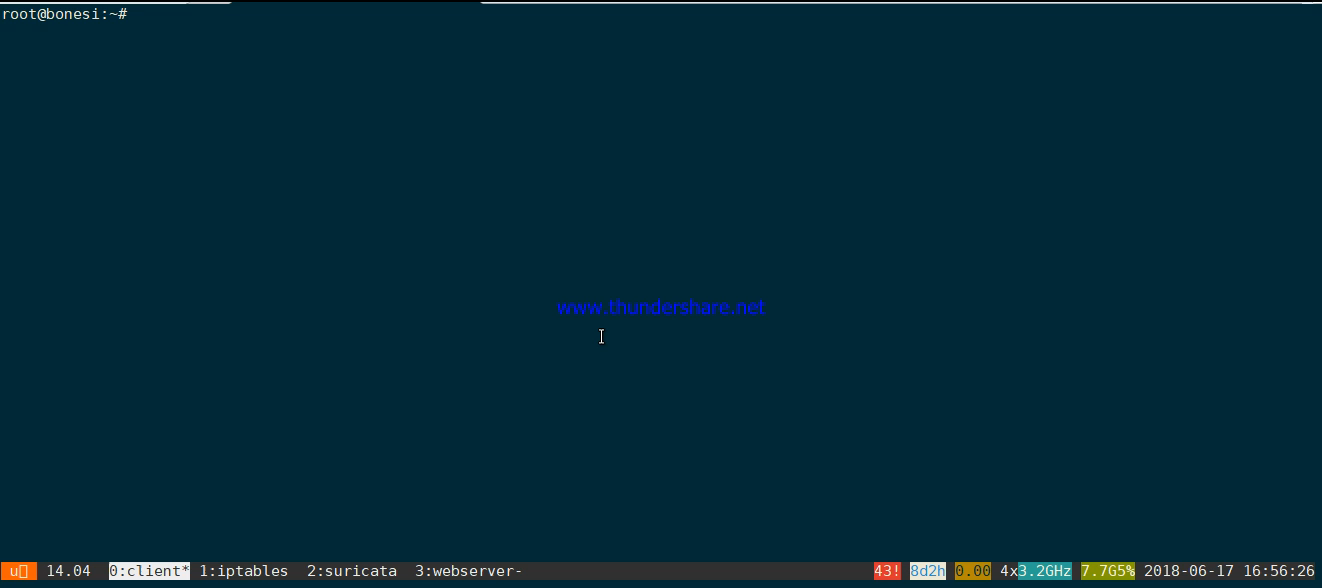 root@bonesi:~#
www.thundershare.net
u 14.04 0:client* 1:iptables 2:suricata 3:webserver- 43! 8d2h 0.00 4x3.2GHz 7.7G5% 2018-06-17 16:56:26